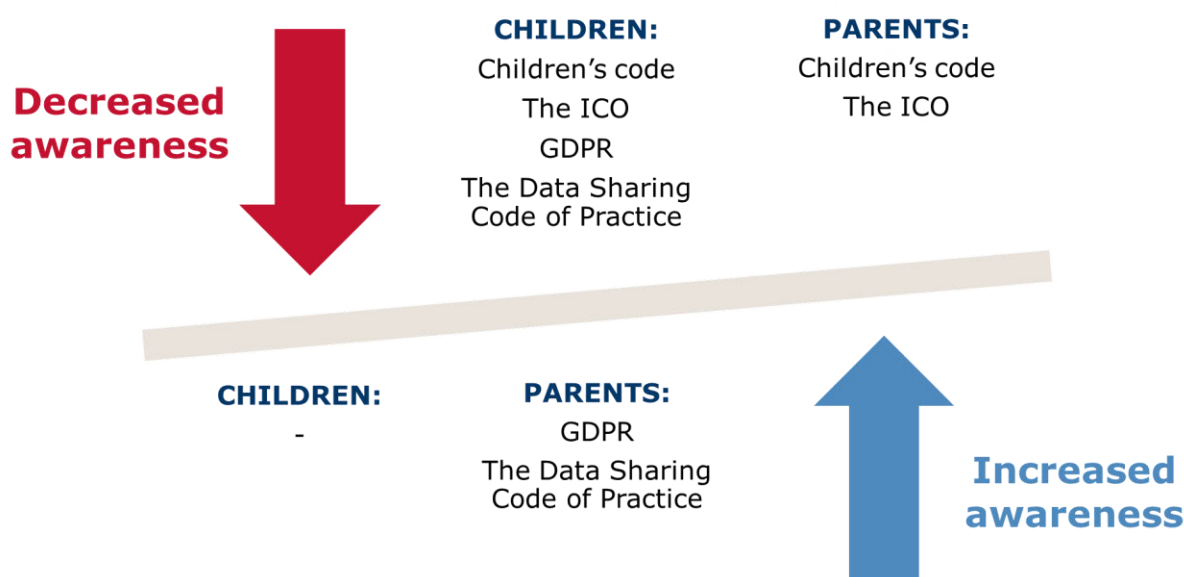 Decreased
awareness
CHILDREN:
Children’s code
The ICO
GDPR
The Data Sharing
Code of Practice
PARENTS:
Children’s code
The ICO
CHILDREN:
-
PARENTS:
GDPR
The Data Sharing
Code of Practice
Increased
awareness